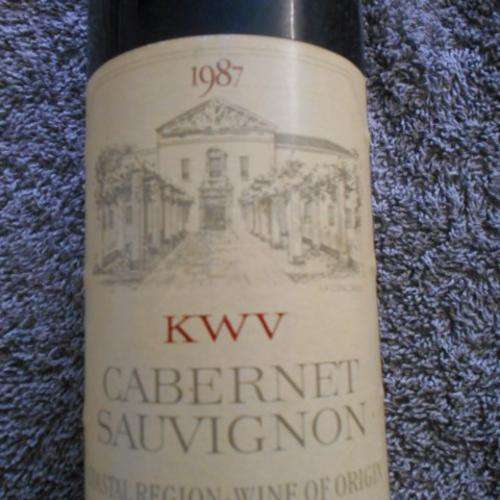 1987
KWV
CABERNET
SAUVIGNON
REGION-WINE OF ORIGIN